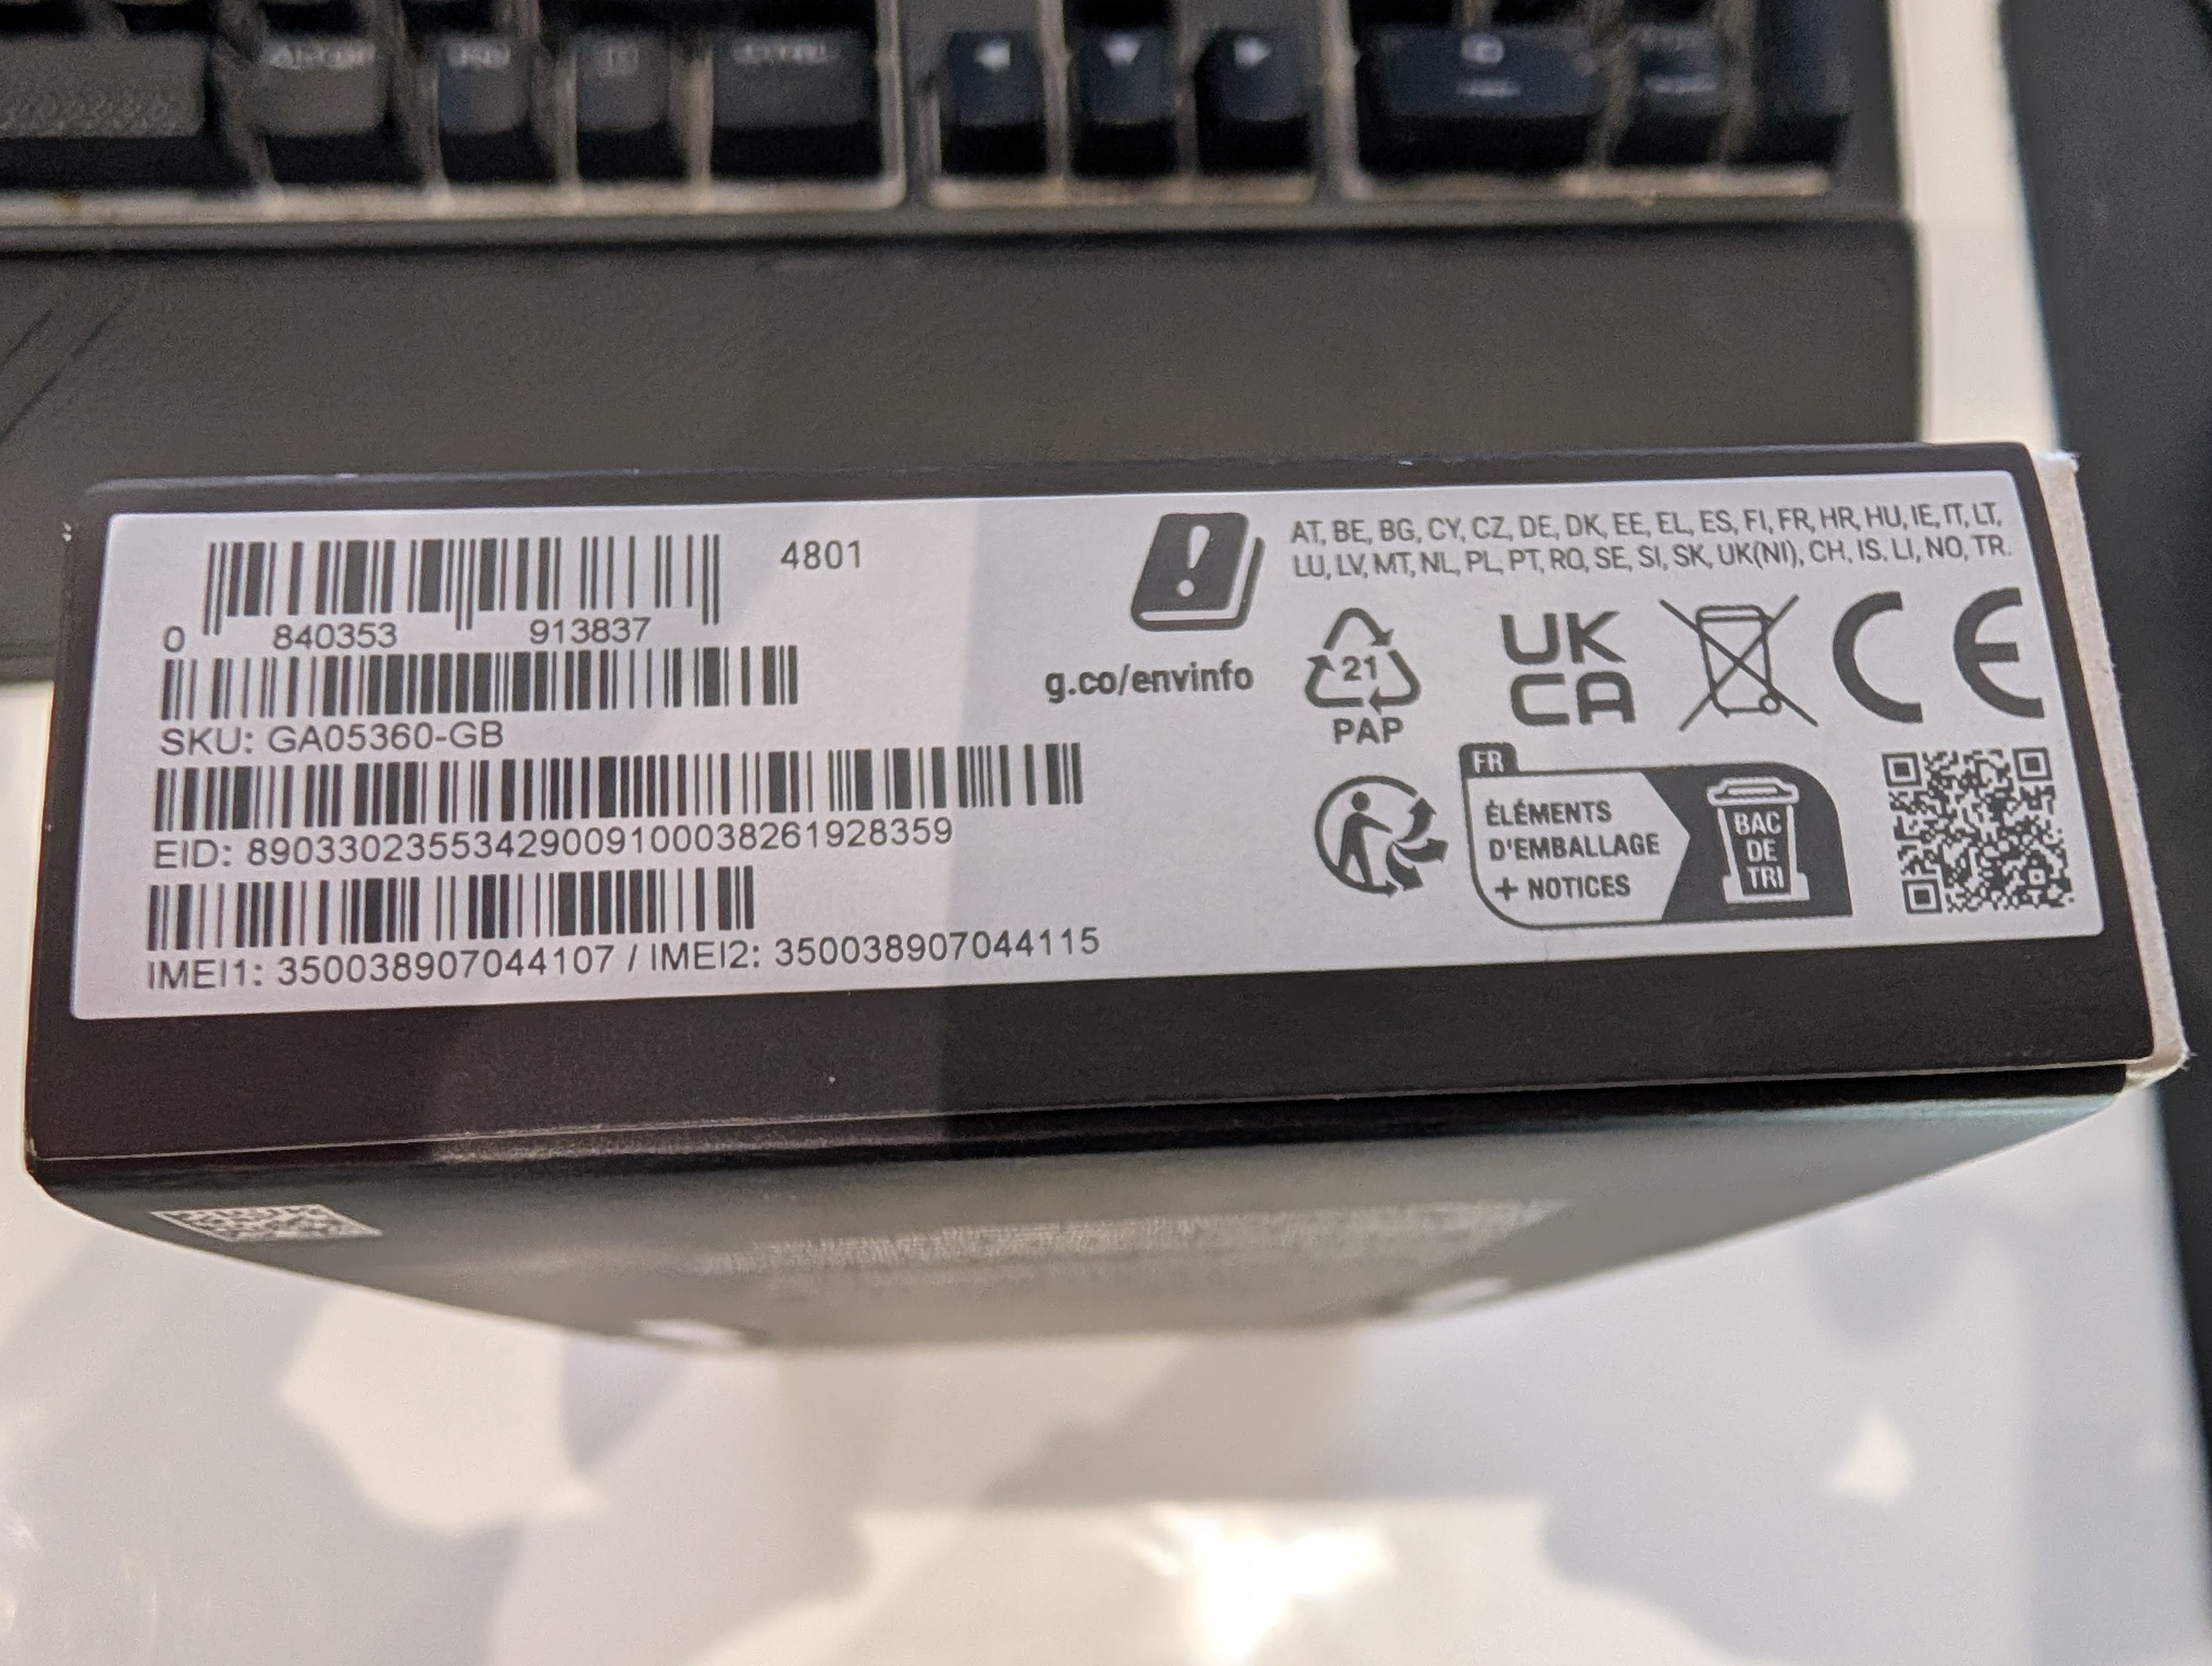 ALT GR
CTRL
4801
0 840353 913837
SKU: GA05360-GB
EID: 89033023553429009100038261928359
IMEI1: 350038907044107 / IMEI2: 350038907044115
g.co/envinfo
AT, BE, BG, CY, CZ, DE, DK, EE, EL, ES, FI, FR, HR, HU, IE, IT, LT,
LU, LV, MT, NL, PL, PT, RO, SE, SI, SK, UK(NI), CH, IS, LI, NO, TR.
21
PAP
UK
CA
CE
FR
ÉLÉMENTS
D'EMBALLAGE
+ NOTICES
BAC
DE
TRI